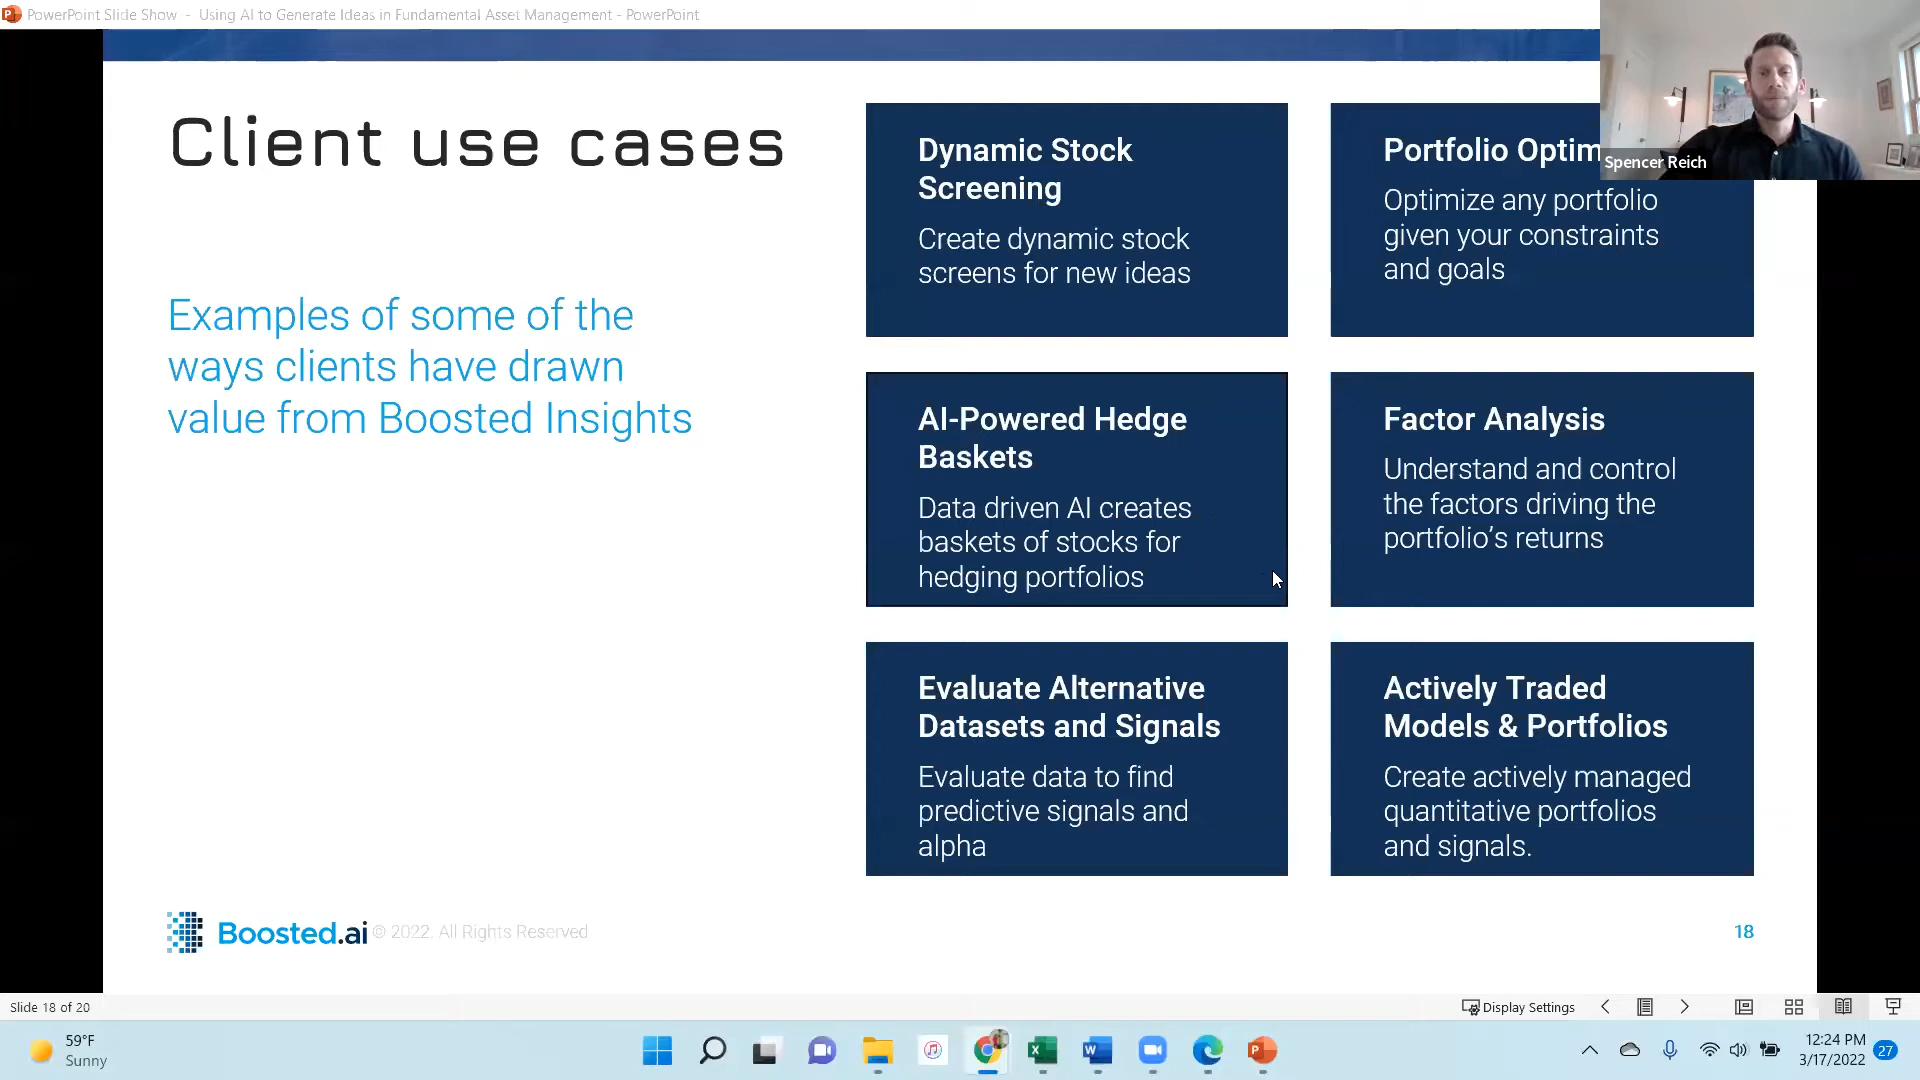 PowerPoint Slide Show - Using AI to Generate Ideas in Fundamental Asset Management - PowerPoint
Client use cases
Examples of some of the
ways clients have drawn
value from Boosted Insights
Dynamic Stock
Screening
Create dynamic stock
screens for new ideas
Portfolio Optim
Optimize any portfolio
given your constraints
and goals
Spencer Reich
AI-Powered Hedge
Baskets
Data driven AI creates
baskets of stocks for
hedging portfolios
Factor Analysis
Understand and control
the factors driving the
portfolio's returns
Evaluate Alternative
Datasets and Signals
Evaluate data to find
predictive signals and
alpha
Actively Traded
Models & Portfolios
Create actively managed
quantitative portfolios
and signals.
Boosted.ai © 2022. All Rights Reserved
18
Slide 18 of 20
Display Settings
59°F
Sunny
12:24 PM
3/17/2022
27